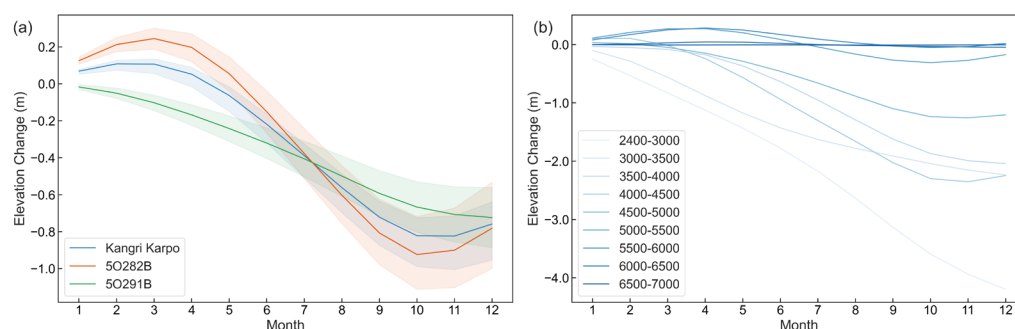 (a)
0.2
0.0
−0.2
−0.4
−0.6
−0.8
−1.0
Elevation Change (m)
Kangri Karpo
5O282B
5O291B
1 2 3 4 5 6 7 8 9 10 11 12
Month
(b)
0.0
−1.0
−2.0
−3.0
−4.0
Elevation Change (m)
2400-3000
3000-3500
3500-4000
4000-4500
4500-5000
5000-5500
5500-6000
6000-6500
6500-7000
1 2 3 4 5 6 7 8 9 10 11 12
Month